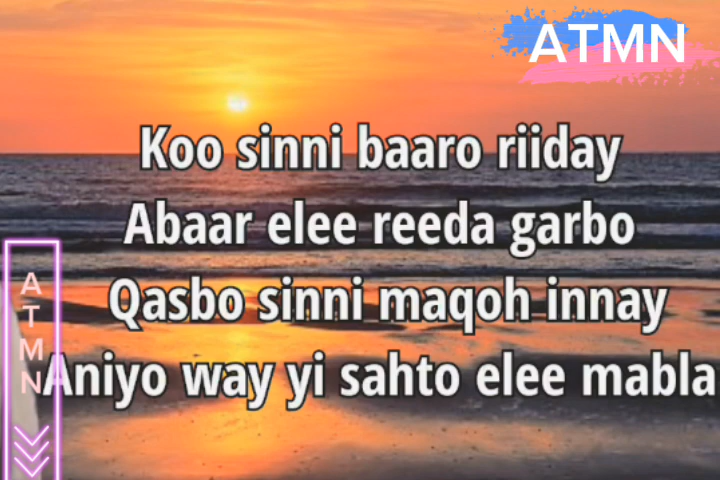 ATMN
Koo sinni baaro riiday
Abaar elee reeda garbo
Qasbo sinni maqoh innay
Aniyo way yi sahto elee mabla
ATMN